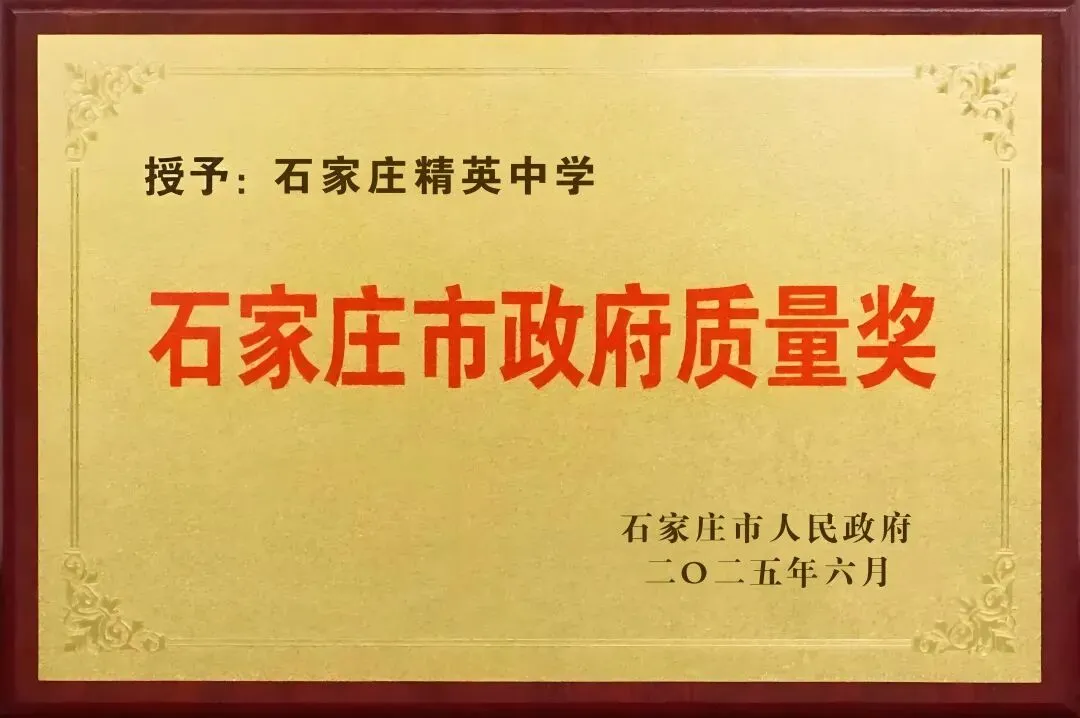 授予：石家庄精英中学
石家庄市政府质量奖
石家庄市人民政府
二〇二五年六月